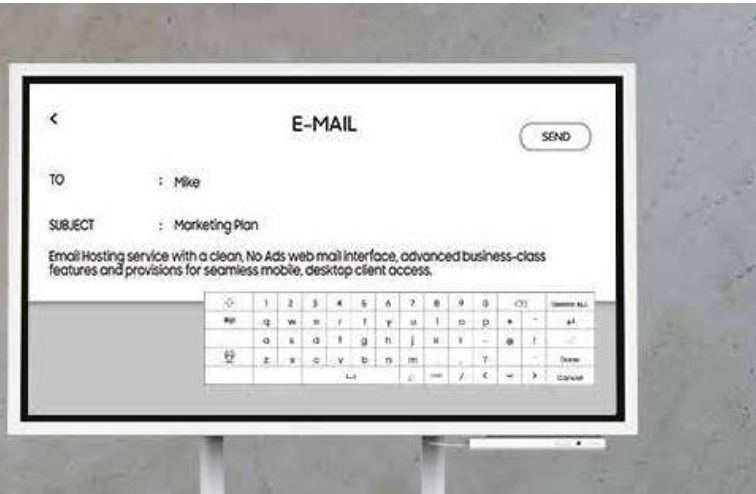 <
E-MAIL
SEND
TO : Mike
SUBJECT : Marketing Plan
Email Hosting service with a clean, No Ads web mail interface, advanced business-class
features and provisions for seamless mobile, desktop client access.
1 2 3 4 5 6 7 8 9 0
q w e r t y u i o p
a s d f g h j k l
z x c v b n m , . ? Done
/ < > Cancel